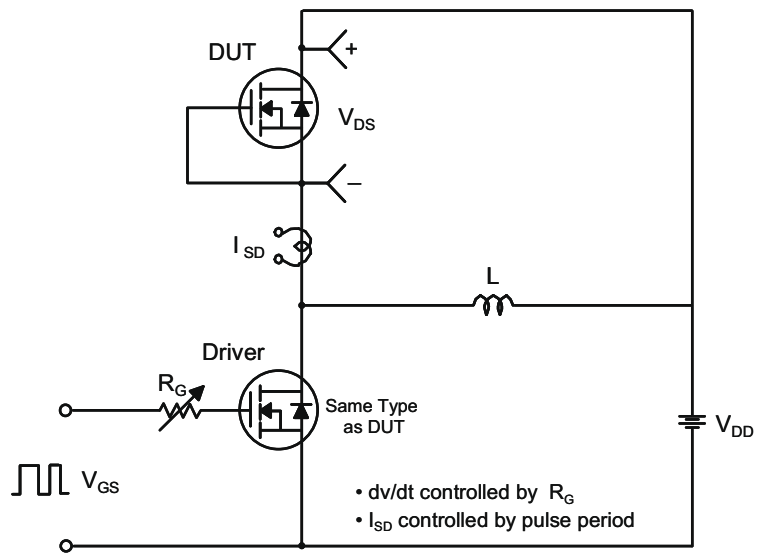 DUT
+
V_DS
−
I_SD
L
Driver
R_G
Same Type
as DUT
V_DD
V_GS
• dv/dt controlled by R_G
• I_SD controlled by pulse period